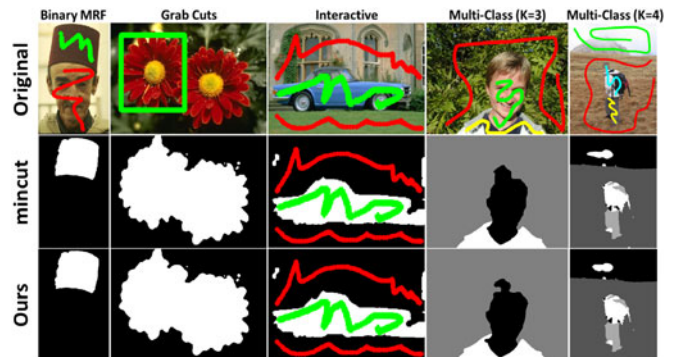 Binary MRF Grab Cuts Interactive Multi-Class (K=3) Multi-Class (K=4)
Original
mincut
Ours